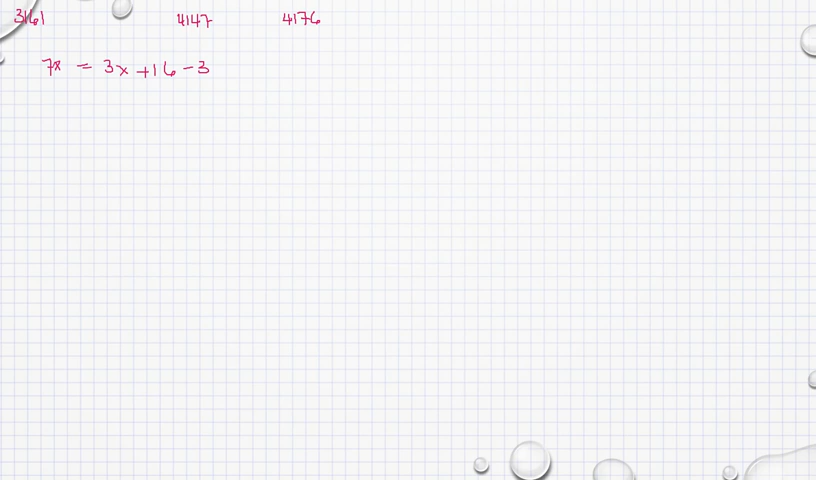 3161 4147 4176
7x = 3x + 16 - 3